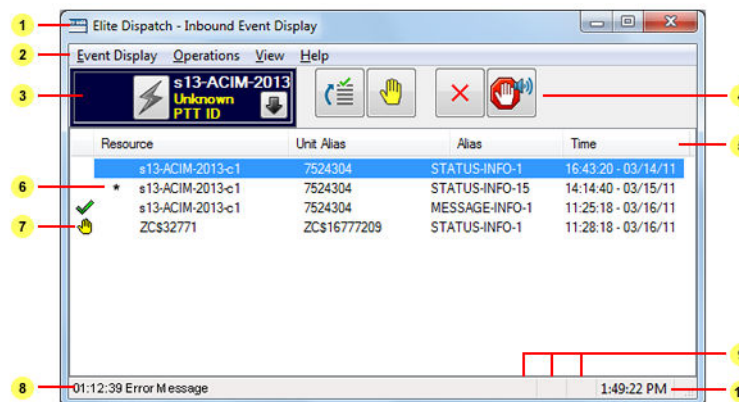 1 Elite Dispatch - Inbound Event Display
2 Event Display Operations View Help
3 s13-ACIM-2013
Unknown
PTT ID
Resource Unit Alias Alias Time
s13-ACIM-2013-c1 7524304 STATUS-INFO-1 16:43:20 - 03/14/11
6 * s13-ACIM-2013-c1 7524304 STATUS-INFO-15 14:14:40 - 03/15/11
s13-ACIM-2013-c1 7524304 MESSAGE-INFO-1 11:25:18 - 03/16/11
7 ZC$32771 ZC$16777209 STATUS-INFO-1 11:28:18 - 03/16/11
8 01:12:39 Error Message 1:49:22 PM